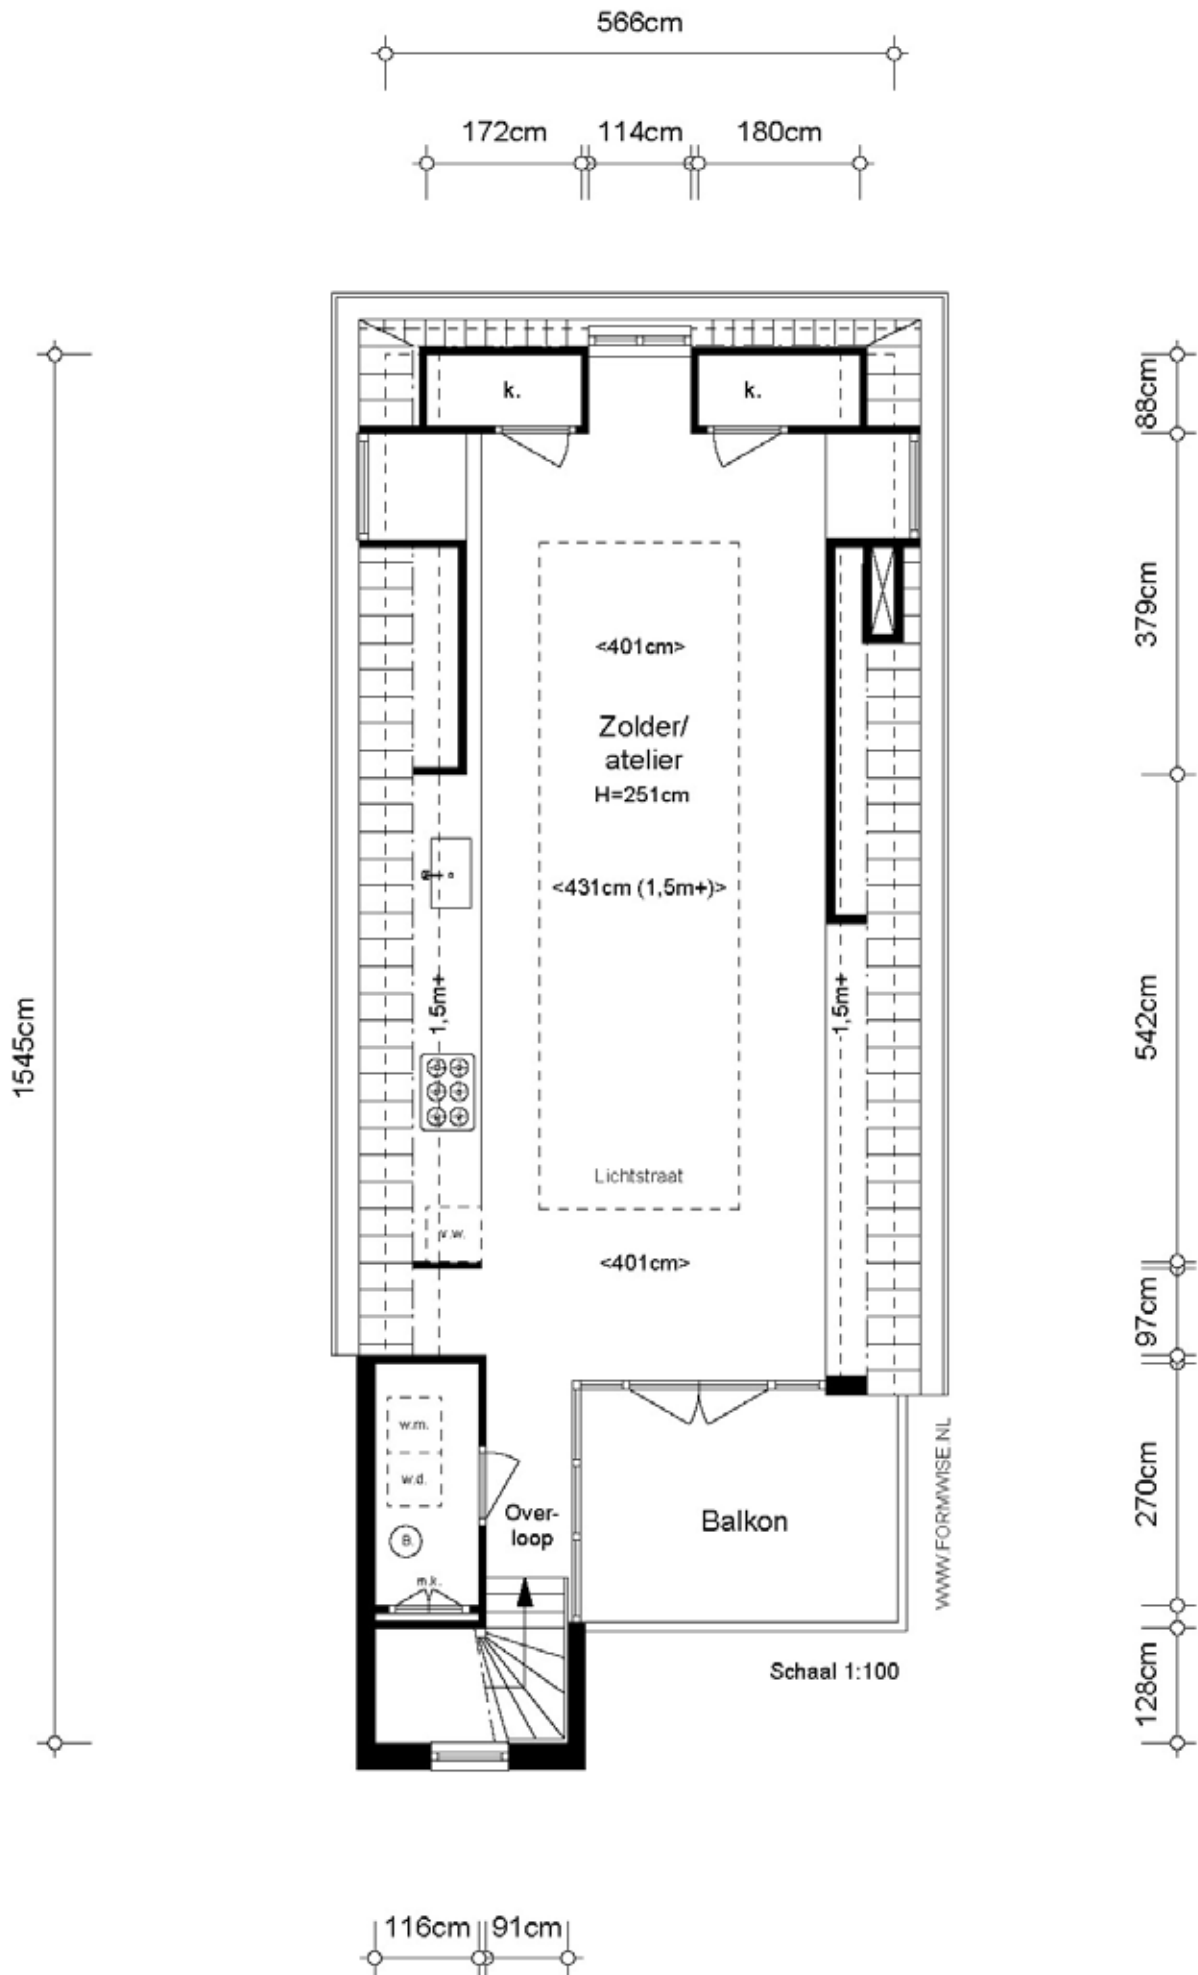 566cm
172cm 114cm 180cm
k. k.
88cm
379cm
<401cm>
Zolder/
atelier
H=251cm
<431cm (1,5m+)>
1,5m+
1,5m+
1545cm
542cm
Lichtstraat
v.w.
<401cm>
97cm
w.m.
w.d.
B.
m.k.
Over-
loop
Balkon
WWW.FORMWISE.NL
270cm
Schaal 1:100
128cm
116cm 91cm